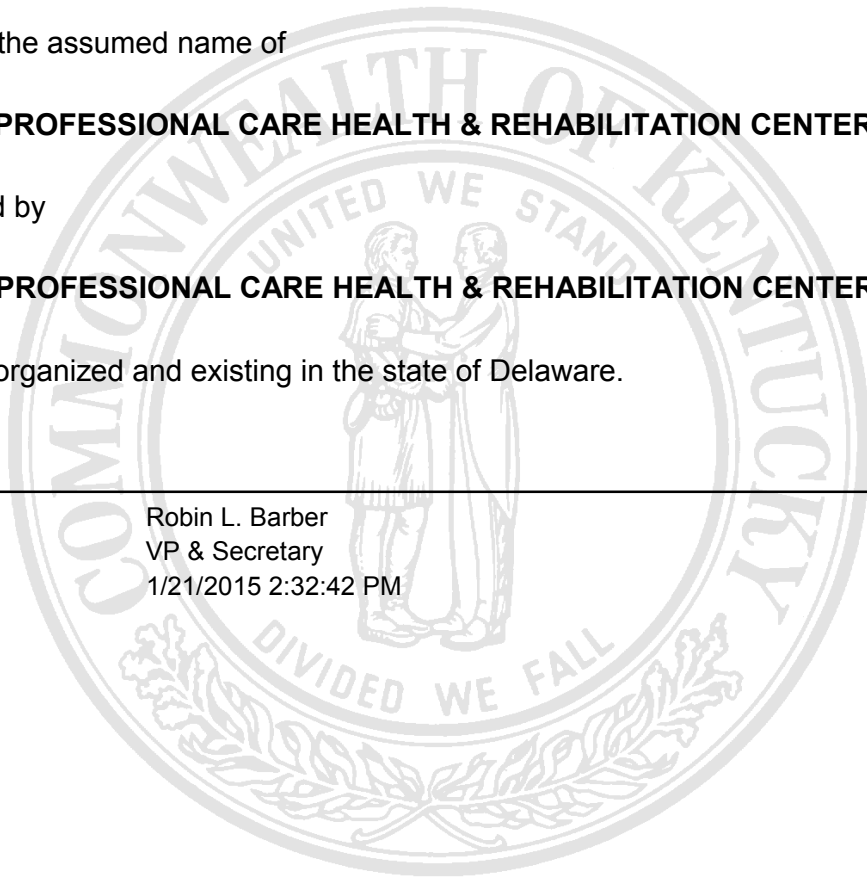 the assumed name of
PROFESSIONAL CARE HEALTH & REHABILITATION CENTER
by
PROFESSIONAL CARE HEALTH & REHABILITATION CENTER
organized and existing in the state of Delaware.
Robin L. Barber
VP & Secretary
1/21/2015 2:32:42 PM
COMMONWEALTH OF KENTUCKY
UNITED WE STAND
DIVIDED WE FALL